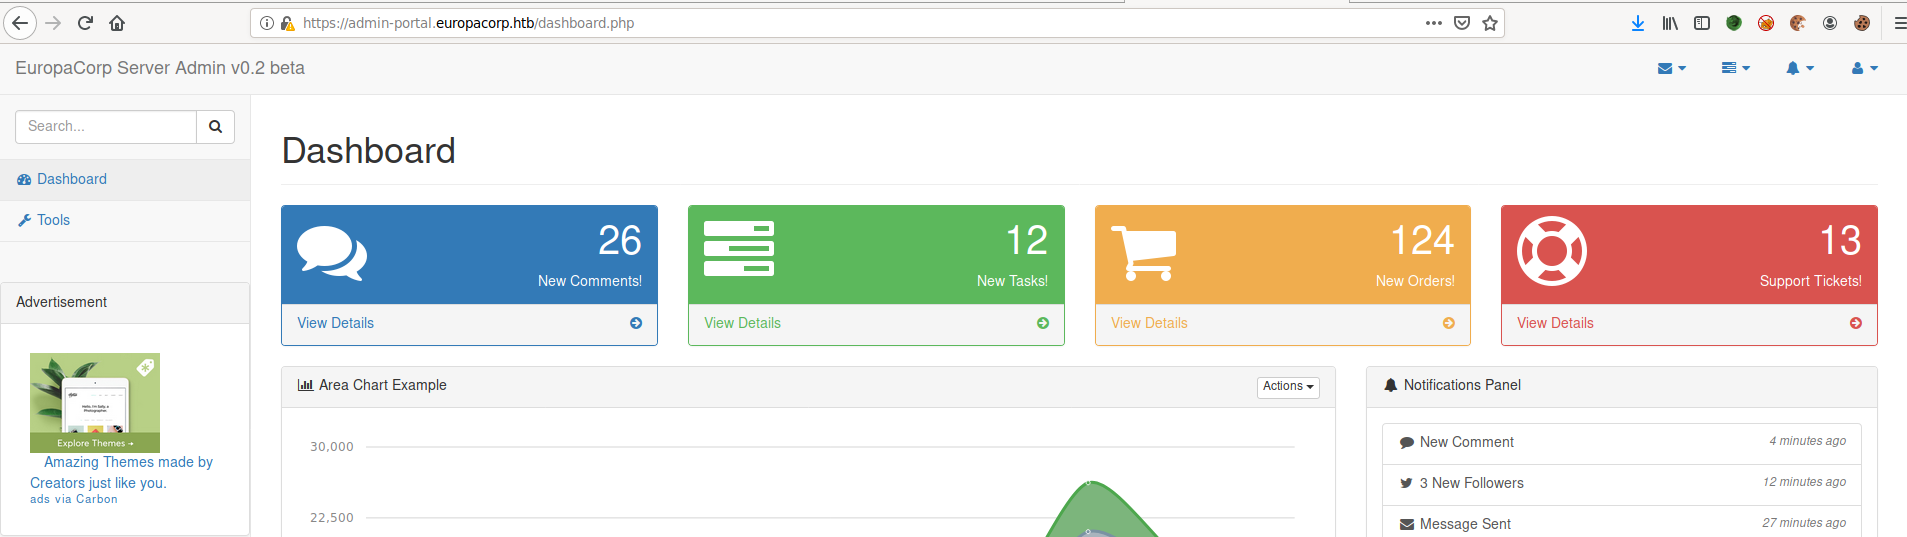 https://admin-portal.europacorp.htb/dashboard.php
EuropaCorp Server Admin v0.2 beta
Search...
Dashboard
Tools
Advertisement
Explore Themes →
Amazing Themes made by
Creators just like you.
ads via Carbon
Dashboard
26
New Comments!
View Details
12
New Tasks!
View Details
124
New Orders!
View Details
13
Support Tickets!
View Details
Area Chart Example
Actions
30,000
22,500
Notifications Panel
New Comment 4 minutes ago
3 New Followers 12 minutes ago
Message Sent 27 minutes ago